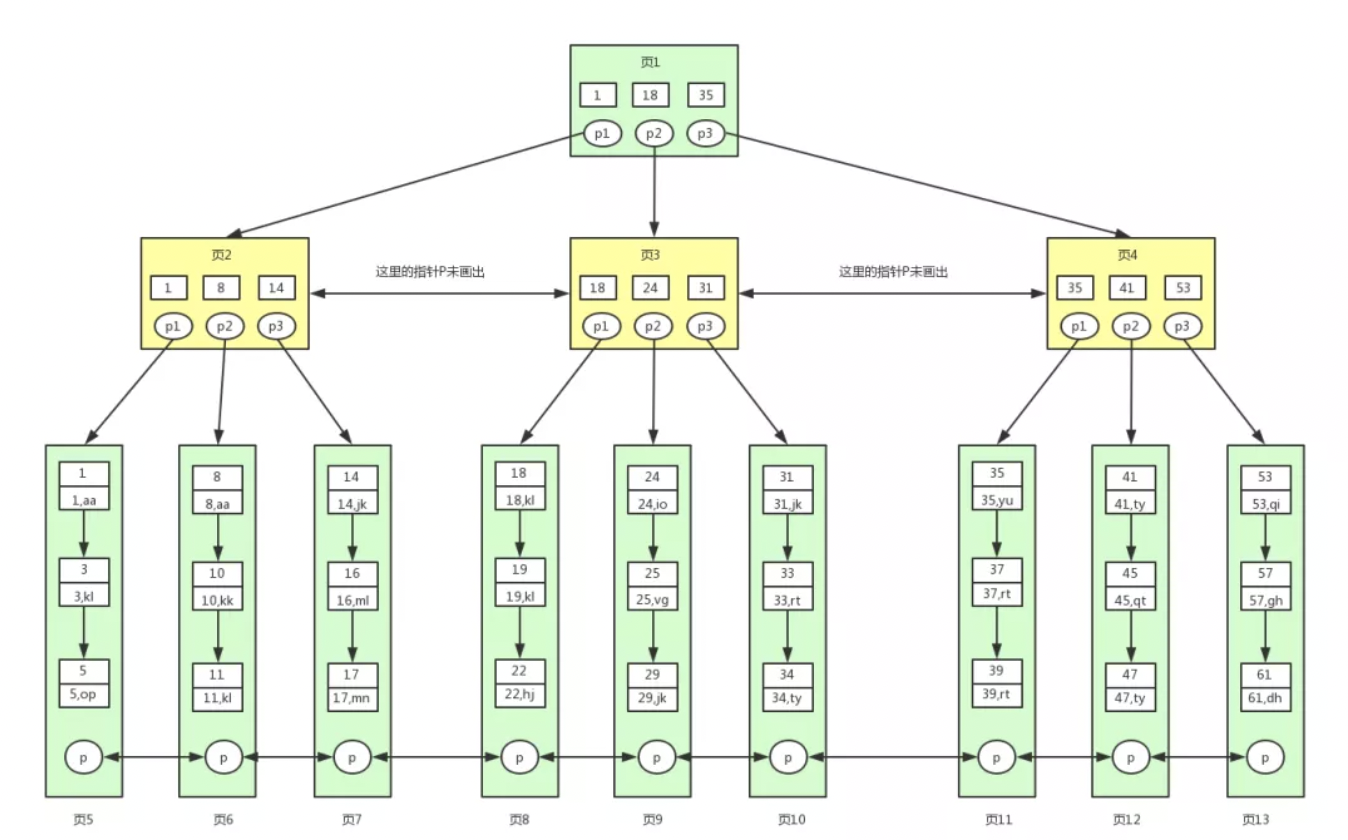 页1
1 18 35
p1 p2 p3
页2
1 8 14
p1 p2 p3
这里的指针P未画出
页3
18 24 31
p1 p2 p3
这里的指针P未画出
页4
35 41 53
p1 p2 p3
1
1,aa
3
3,kl
5
5,op
p
页5
8
8,aa
10
10,kk
11
11,kl
p
页6
14
14,jk
16
16,ml
17
17,mn
p
页7
18
18,kl
19
19,kl
22
22,hj
p
页8
24
24,io
25
25,vg
29
29,jk
p
页9
31
31,jk
33
33,rt
34
34,ty
p
页10
35
35,yu
37
37,rt
39
39,rt
p
页11
41
41,ty
45
45,qt
47
47,ty
p
页12
53
53,qi
57
57,gh
61
61,dh
p
页13